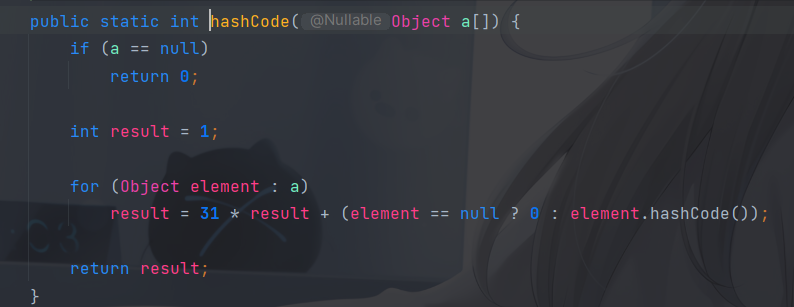 public static int hashCode( @Nullable Object a[]) {
if (a == null)
return 0;
int result = 1;
for (Object element : a)
result = 31 * result + (element == null ? 0 : element.hashCode());
return result;
}